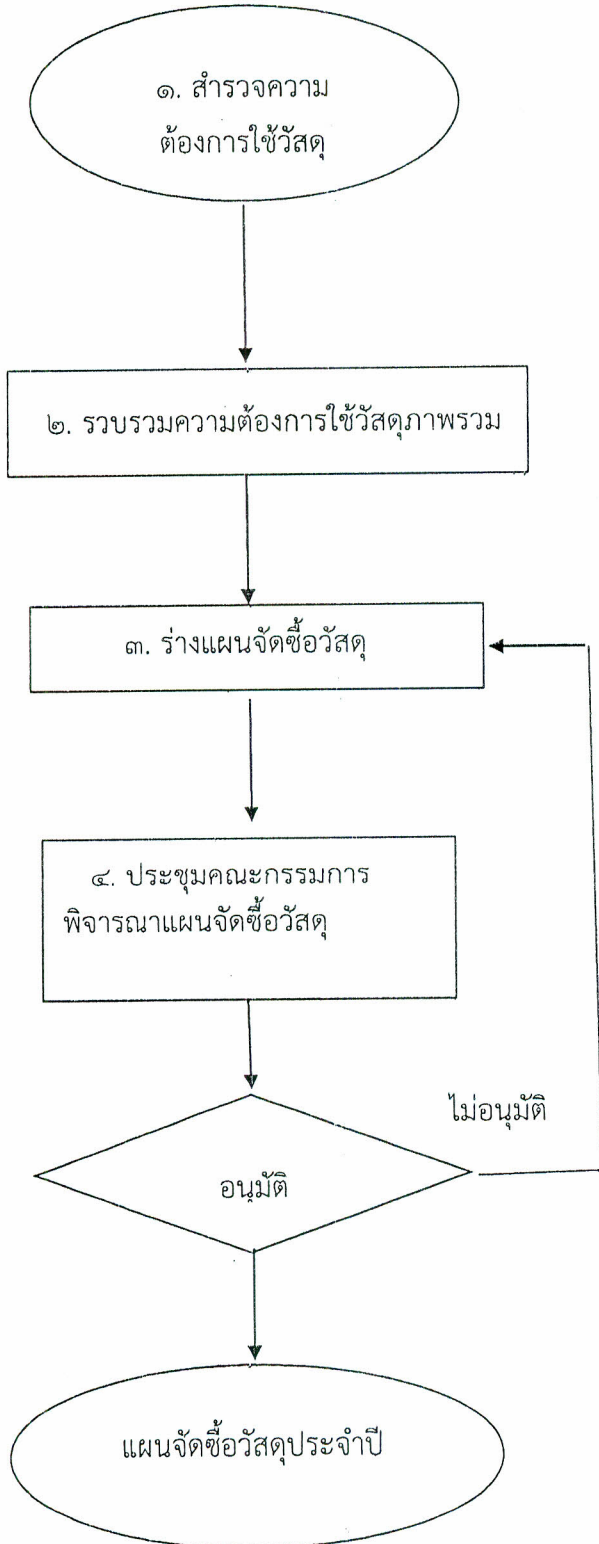 ๑. สำรวจความ
ต้องการใช้วัสดุ
๒. รวบรวมความต้องการใช้วัสดุภาพรวม
๓. ร่างแผนจัดซื้อวัสดุ
๔. ประชุมคณะกรรมการ
พิจารณาแผนจัดซื้อวัสดุ
ไม่อนุมัติ
อนุมัติ
แผนจัดซื้อวัสดุประจำปี